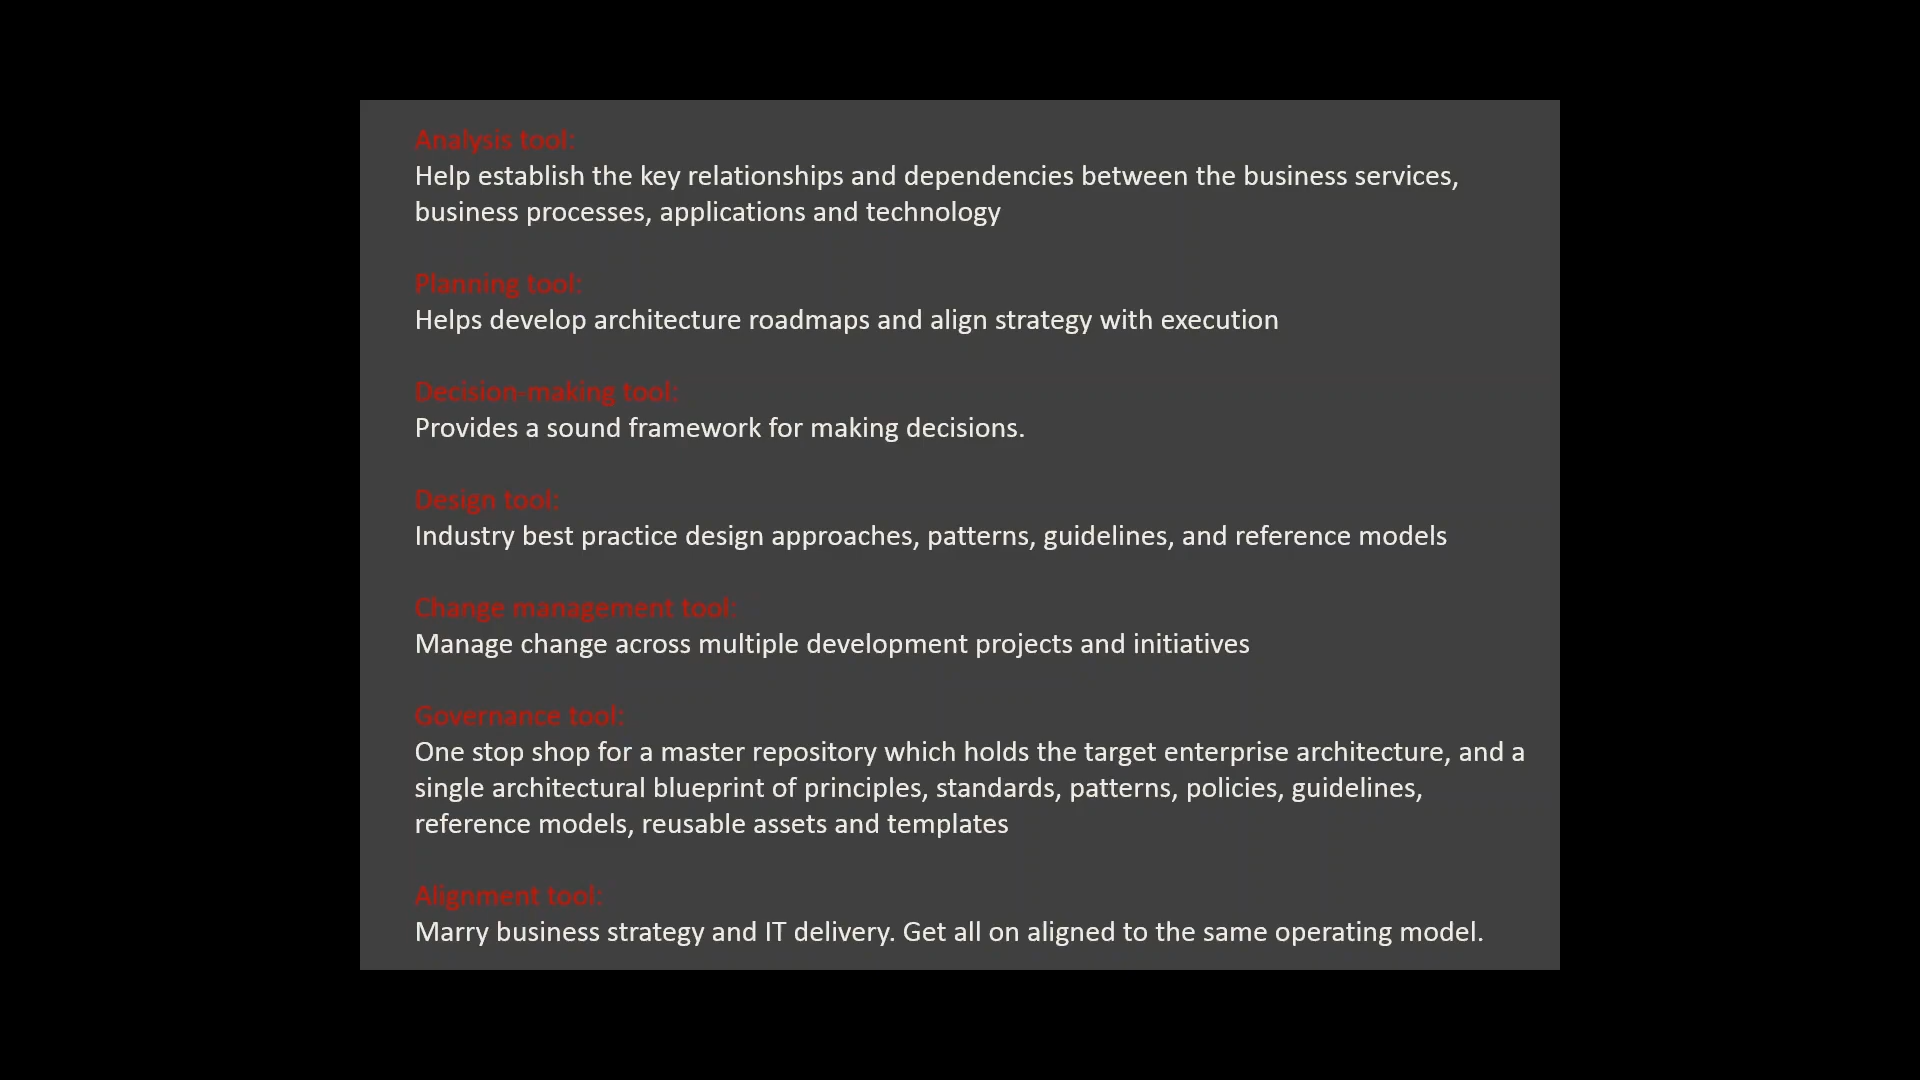 Analysis tool:
Help establish the key relationships and dependencies between the business services,
business processes, applications and technology
Planning tool:
Helps develop architecture roadmaps and align strategy with execution
Decision-making tool:
Provides a sound framework for making decisions.
Design tool:
Industry best practice design approaches, patterns, guidelines, and reference models
Change management tool:
Manage change across multiple development projects and initiatives
Governance tool:
One stop shop for a master repository which holds the target enterprise architecture, and a
single architectural blueprint of principles, standards, patterns, policies, guidelines,
reference models, reusable assets and templates
Alignment tool:
Marry business strategy and IT delivery. Get all on aligned to the same operating model.